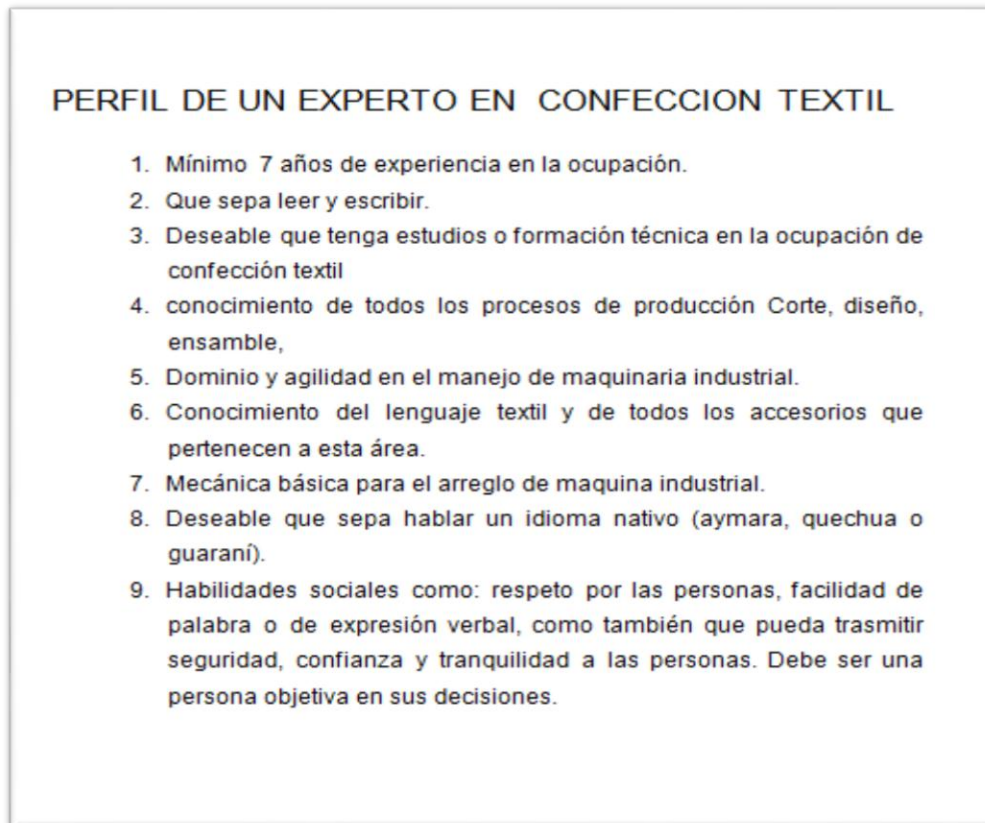 PERFIL DE UN EXPERTO EN CONFECCION TEXTIL
1. Mínimo 7 años de experiencia en la ocupación.
2. Que sepa leer y escribir.
3. Deseable que tenga estudios o formación técnica en la ocupación de
confección textil
4. conocimiento de todos los procesos de producción Corte, diseño,
ensamble,
5. Dominio y agilidad en el manejo de maquinaria industrial.
6. Conocimiento del lenguaje textil y de todos los accesorios que
pertenecen a esta área.
7. Mecánica básica para el arreglo de maquina industrial.
8. Deseable que sepa hablar un idioma nativo (aymara, quechua o
guaraní).
9. Habilidades sociales como: respeto por las personas, facilidad de
palabra o de expresión verbal, como también que pueda trasmitir
seguridad, confianza y tranquilidad a las personas. Debe ser una
persona objetiva en sus decisiones.